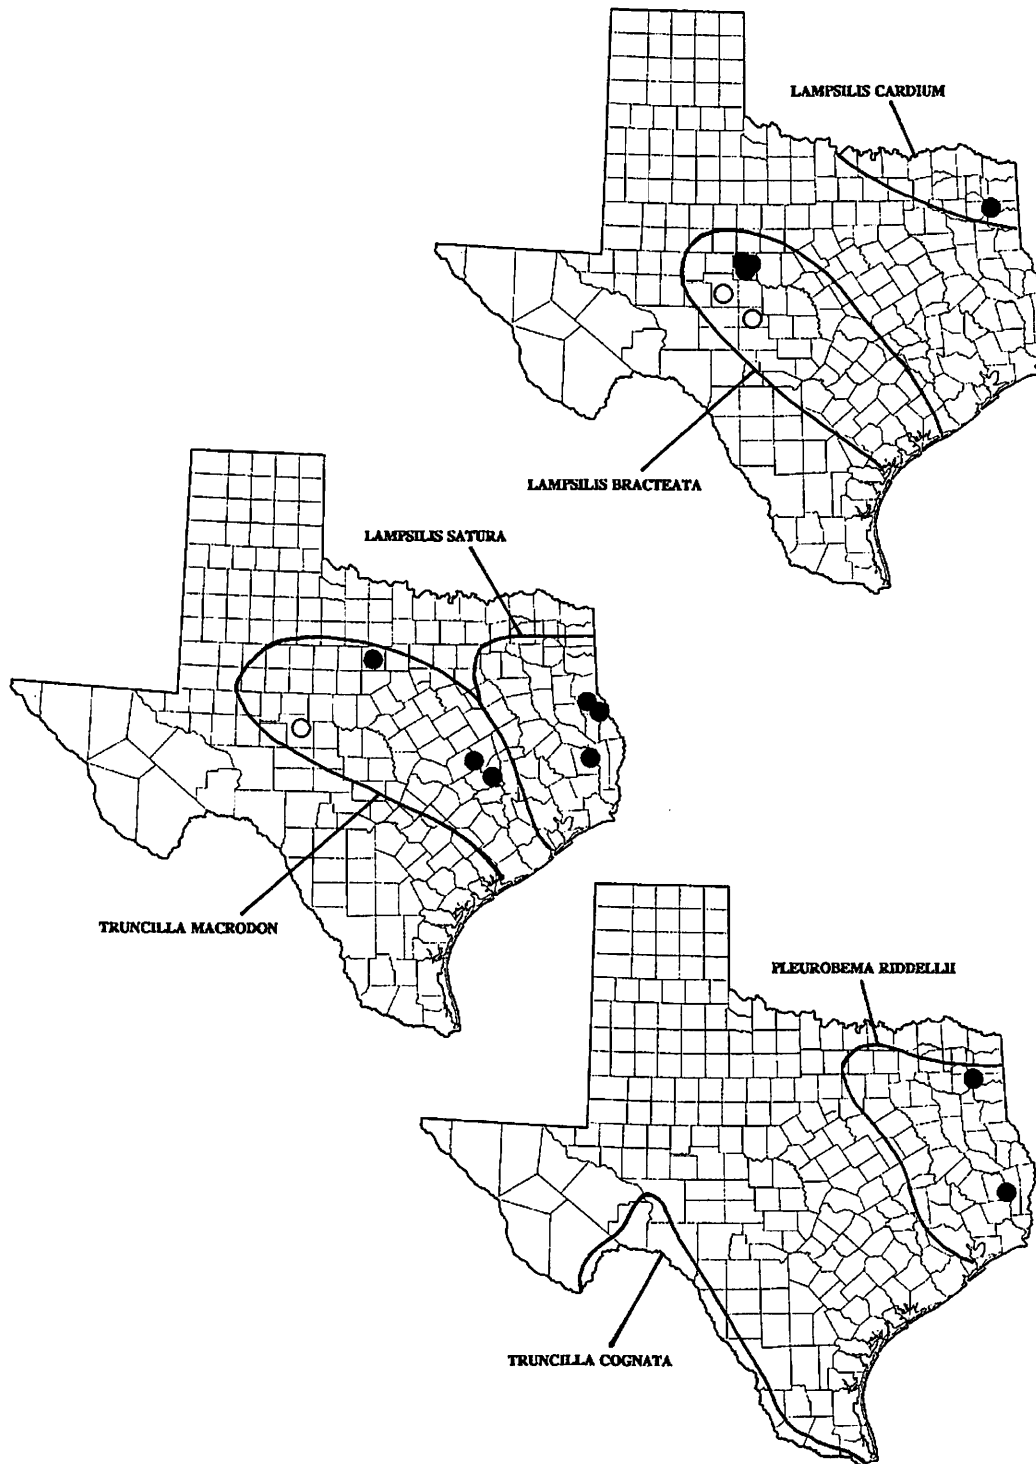 LAMPSILIS CARDIUM
LAMPSILIS BRACTEATA
LAMPSILIS SATURA
TRUNCILLA MACRODON
PLEUROBEMA RIDDELLII
TRUNCILLA COGNATA